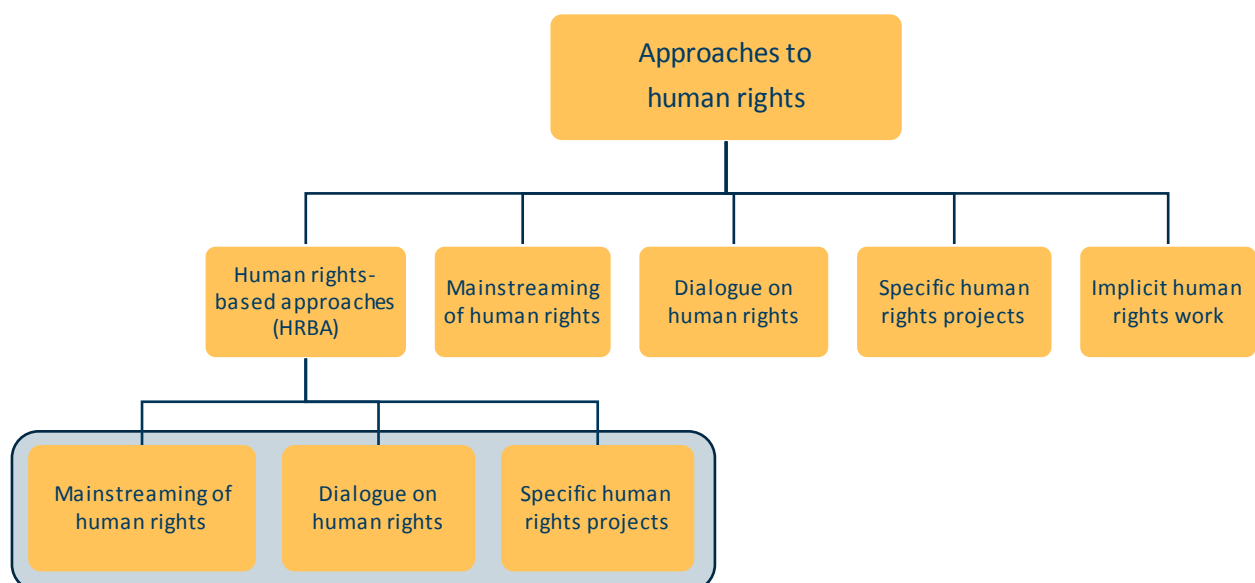 Approaches to
human rights
Human rights-
based approaches
(HRBA)
Mainstreaming
of human rights
Dialogue on
human rights
Specific human
rights projects
Implicit human
rights work
Mainstreaming of
human rights
Dialogue on
human rights
Specific human
rights projects